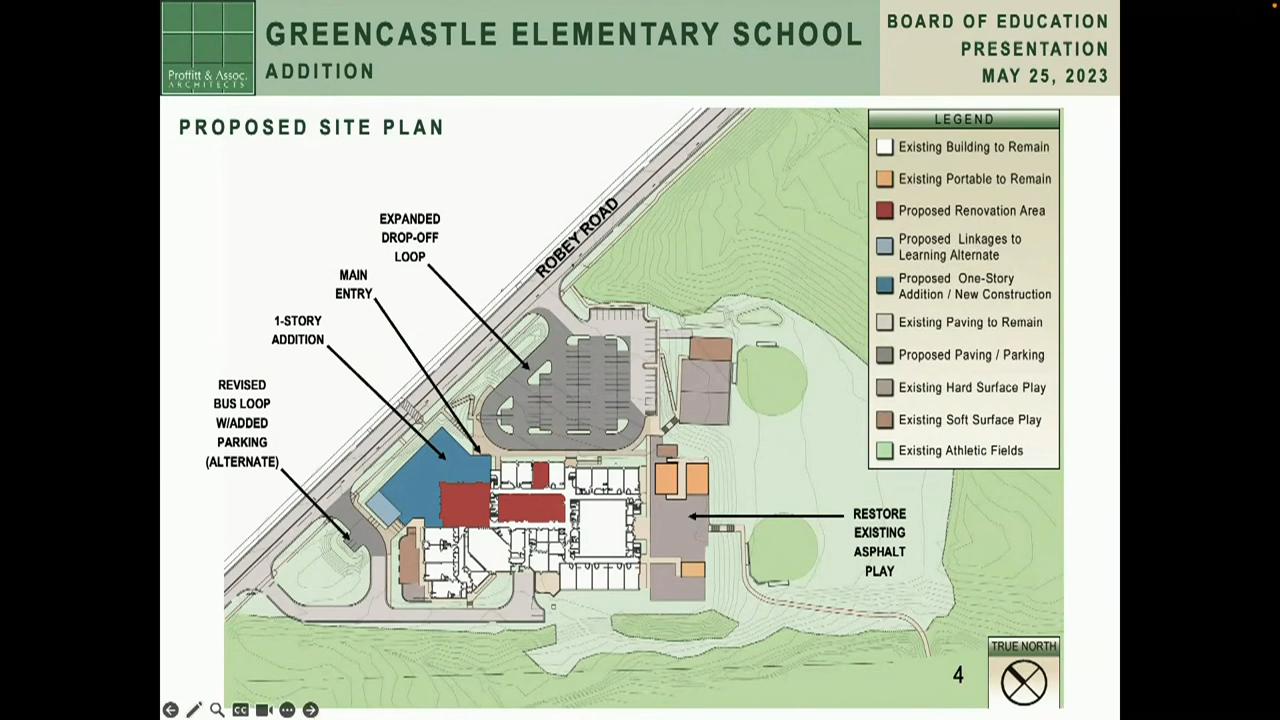 Proffitt & Assoc.
ARCHITECTS
GREENCASTLE ELEMENTARY SCHOOL
ADDITION
BOARD OF EDUCATION
PRESENTATION
MAY 25, 2023
PROPOSED SITE PLAN
LEGEND
Existing Building to Remain
Existing Portable to Remain
Proposed Renovation Area
Proposed Linkages to
Learning Alternate
Proposed One-Story
Addition / New Construction
Existing Paving to Remain
Proposed Paving / Parking
Existing Hard Surface Play
Existing Soft Surface Play
Existing Athletic Fields
ROBEY ROAD
EXPANDED
DROP-OFF
LOOP
MAIN
ENTRY
1-STORY
ADDITION
REVISED
BUS LOOP
W/ADDED
PARKING
(ALTERNATE)
RESTORE
EXISTING
ASPHALT
PLAY
TRUE NORTH
4
CC